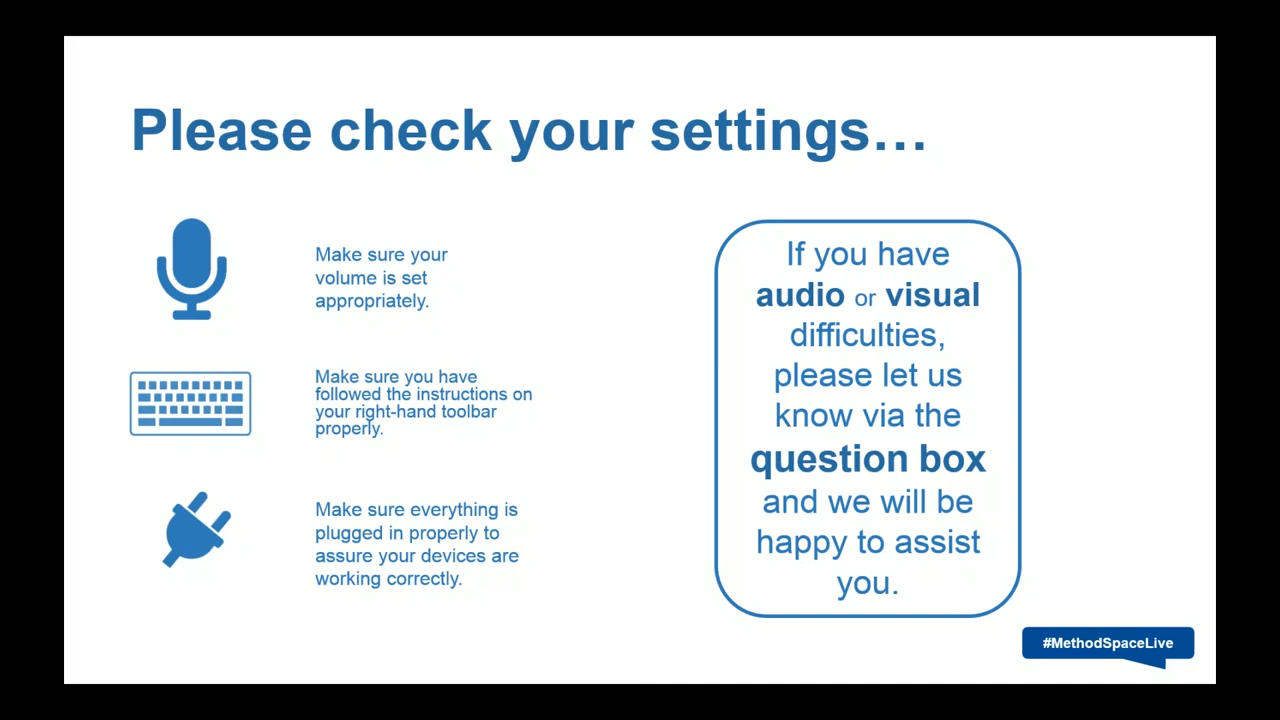 Please check your settings…
Make sure your
volume is set
appropriately.
Make sure you have
followed the instructions on
your right-hand toolbar
properly.
Make sure everything is
plugged in properly to
assure your devices are
working correctly.
If you have
audio or visual
difficulties,
please let us
know via the
question box
and we will be
happy to assist
you.
#MethodSpaceLive